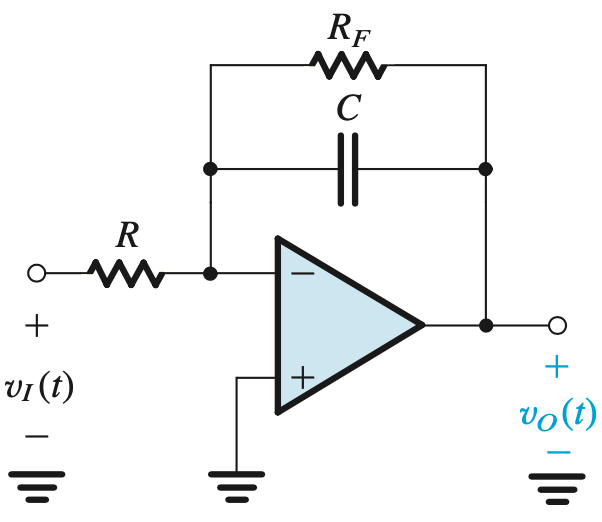 R_F
C
R
−
+
+
v_I(t)
−
+
v_O(t)
−